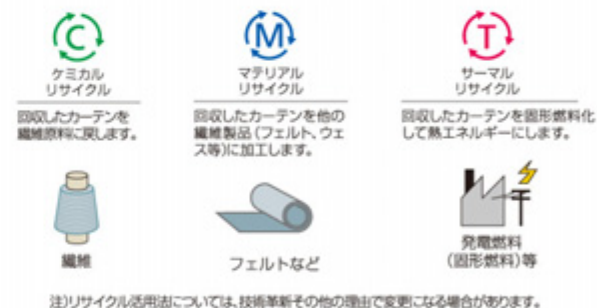 C
ケミカル
リサイクル
回収したカーテンを
繊維原料に戻します。
繊維
M
マテリアル
リサイクル
回収したカーテンを他の
繊維製品(フェルト、ウェ
ス等)に加工します。
フェルトなど
T
サーマル
リサイクル
回収したカーテンを固形燃料化
して熱エネルギーにします。
発電燃料
(固形燃料)等
注)リサイクル活用法については、技術革新その他の理由で変更になる場合があります。